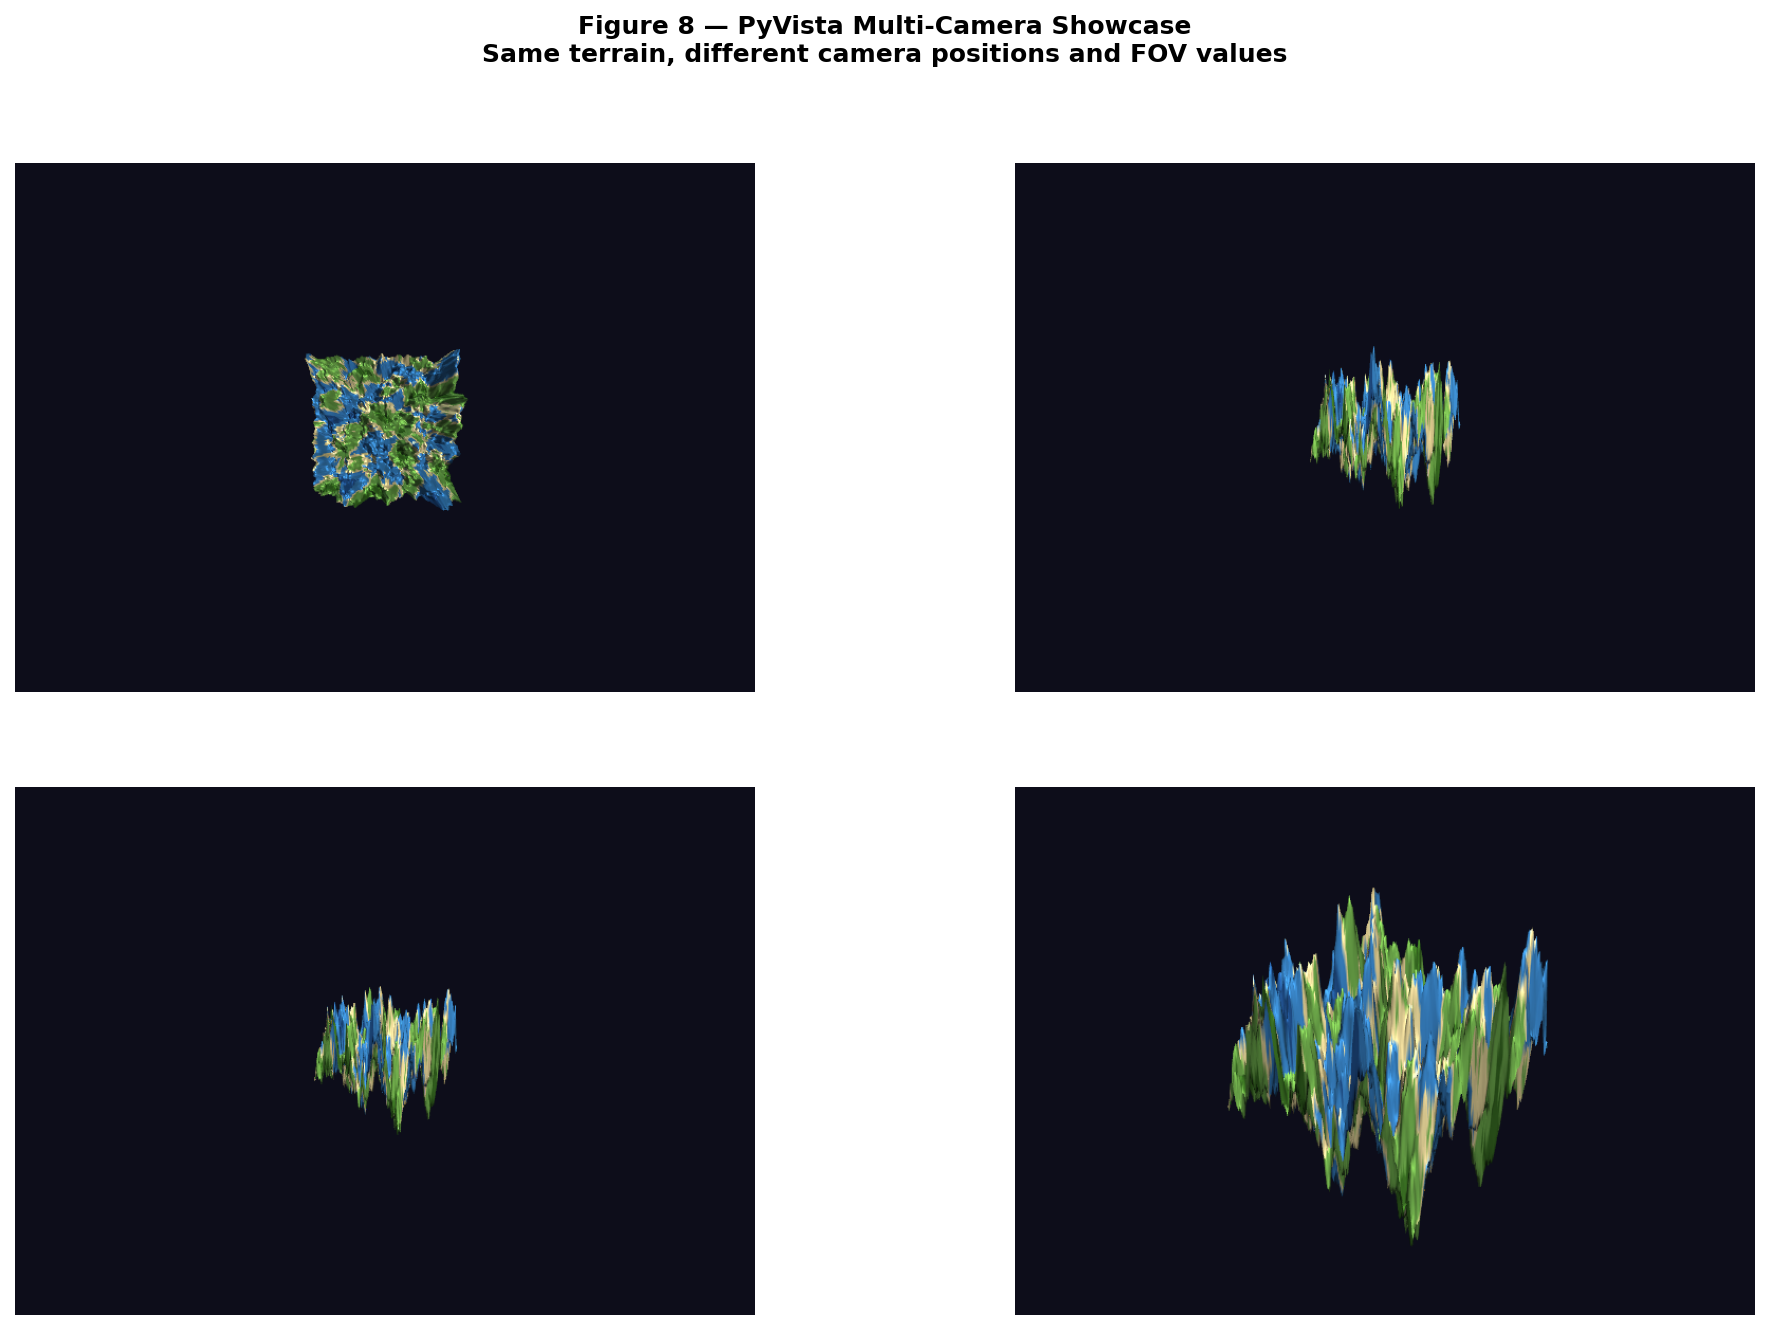 Figure 8 — PyVista Multi-Camera Showcase
Same terrain, different camera positions and FOV values